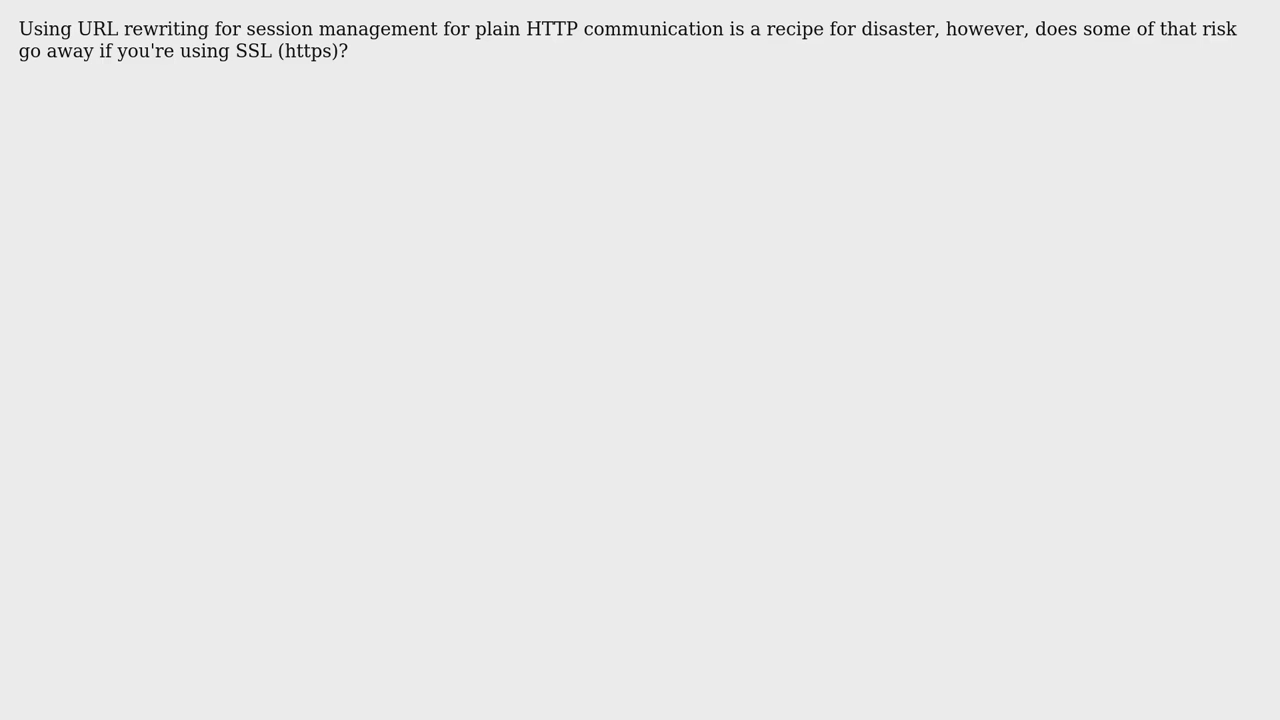 Using URL rewriting for session management for plain HTTP communication is a recipe for disaster, however, does some of that risk
go away if you're using SSL (https)?